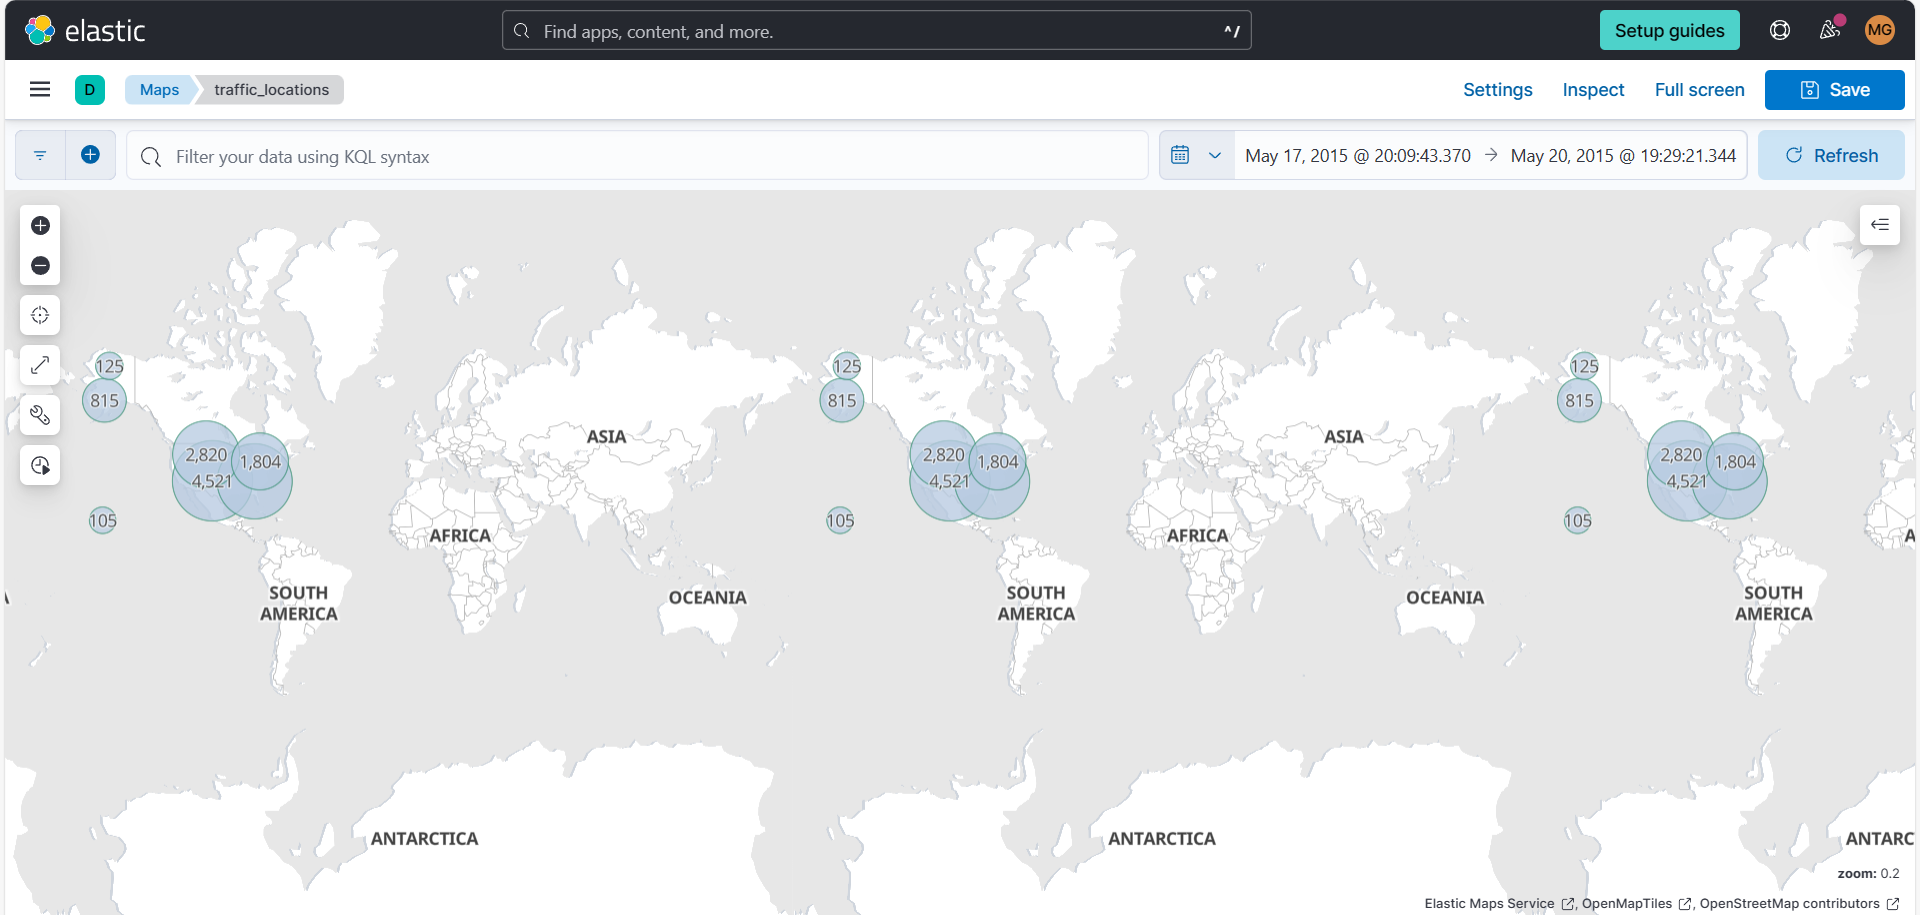 elastic
Find apps, content, and more.
^/
Setup guides
MG
D
Maps
traffic_locations
Settings
Inspect
Full screen
Save
Filter your data using KQL syntax
May 17, 2015 @ 20:09:43.370 → May 20, 2015 @ 19:29:21.344
Refresh
125 125 125
815 815 815
ASIA ASIA
2,820 1,804 2,820 1,804 2,820 1,804
4,521 4,521 4,521
105 105 105
AFRICA AFRICA A
SOUTH AMERICA OCEANIA SOUTH AMERICA OCEANIA SOUTH AMERICA
ANTARCTICA ANTARCTICA ANTARC
zoom: 0.2
Elastic Maps Service , OpenMapTiles , OpenStreetMap contributors